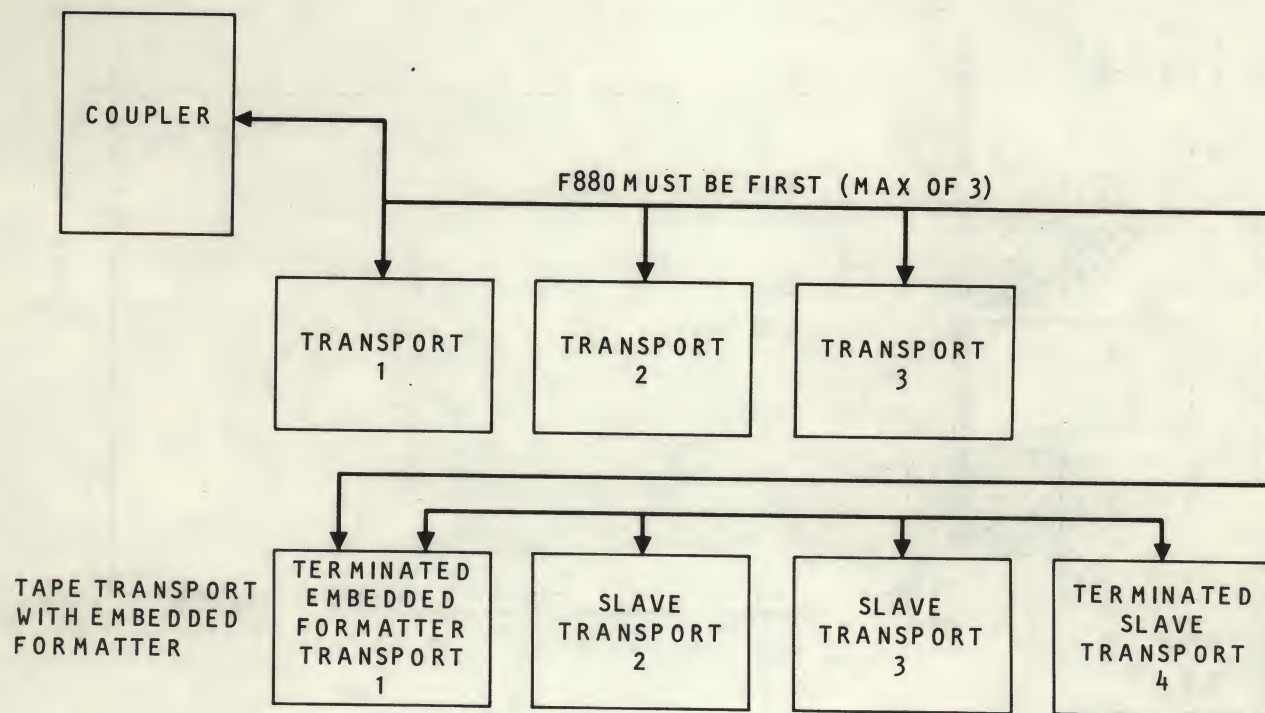 COUPLER
F880 MUST BE FIRST (MAX OF 3)
TRANSPORT
1
TRANSPORT
2
TRANSPORT
3
TAPE TRANSPORT
WITH EMBEDDED
FORMATTER
TERMINATED
EMBEDDED
FORMATTER
TRANSPORT
1
SLAVE
TRANSPORT
2
SLAVE
TRANSPORT
3
TERMINATED
SLAVE
TRANSPORT
4